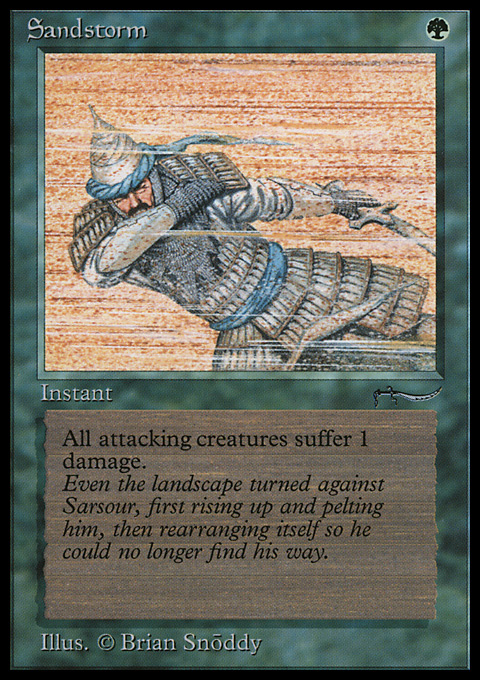 Sandstorm
Instant
All attacking creatures suffer 1
damage.
Even the landscape turned against
Sarsour, first rising up and pelting
him, then rearranging itself so he
could no longer find his way.
Illus. © Brian Snōddy